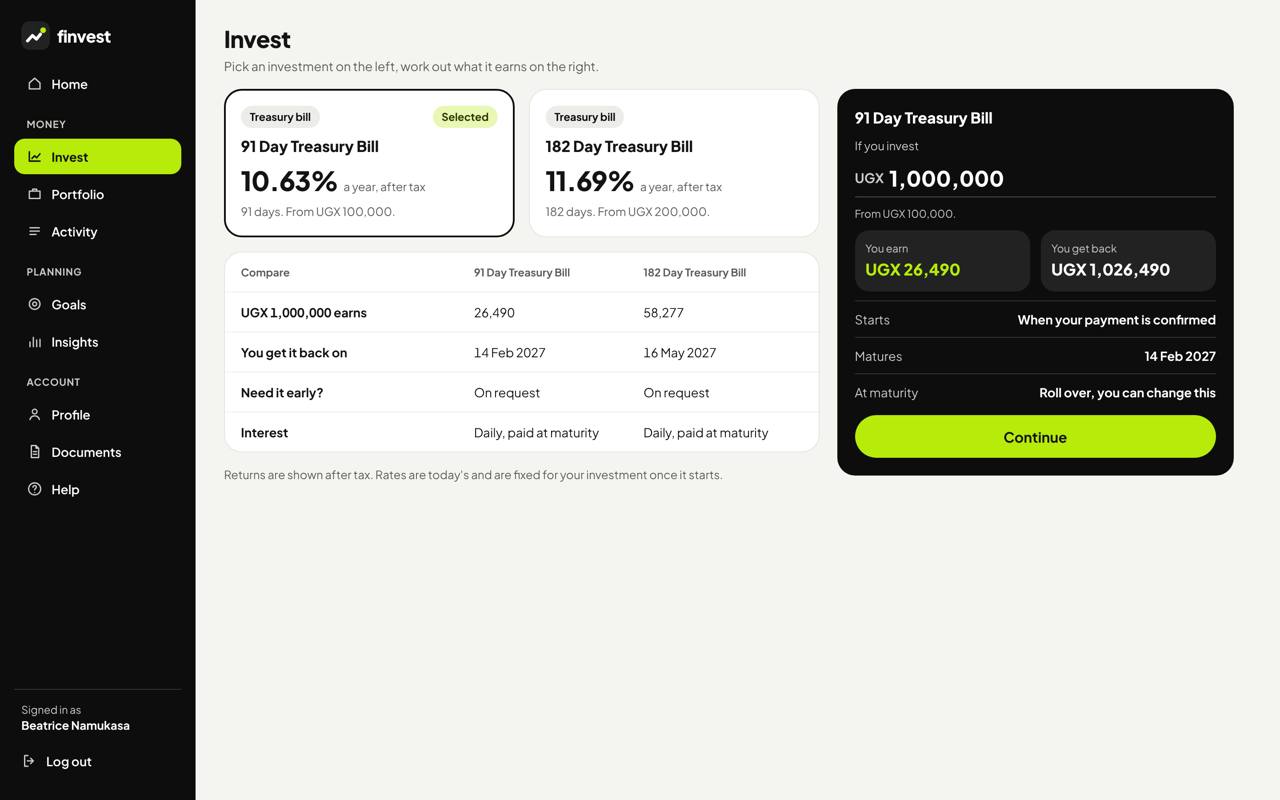 finvest
Home
MONEY
Invest
Portfolio
Activity
PLANNING
Goals
Insights
ACCOUNT
Profile
Documents
Help
Signed in as
Beatrice Namukasa
Log out
Invest
Pick an investment on the left, work out what it earns on the right.
Treasury bill Selected
91 Day Treasury Bill
10.63% a year, after tax
91 days. From UGX 100,000.
Treasury bill
182 Day Treasury Bill
11.69% a year, after tax
182 days. From UGX 200,000.
Compare 91 Day Treasury Bill 182 Day Treasury Bill
UGX 1,000,000 earns 26,490 58,277
You get it back on 14 Feb 2027 16 May 2027
Need it early? On request On request
Interest Daily, paid at maturity Daily, paid at maturity
Returns are shown after tax. Rates are today's and are fixed for your investment once it starts.
91 Day Treasury Bill
If you invest
UGX 1,000,000
From UGX 100,000.
You earn
UGX 26,490
You get back
UGX 1,026,490
Starts When your payment is confirmed
Matures 14 Feb 2027
At maturity Roll over, you can change this
Continue